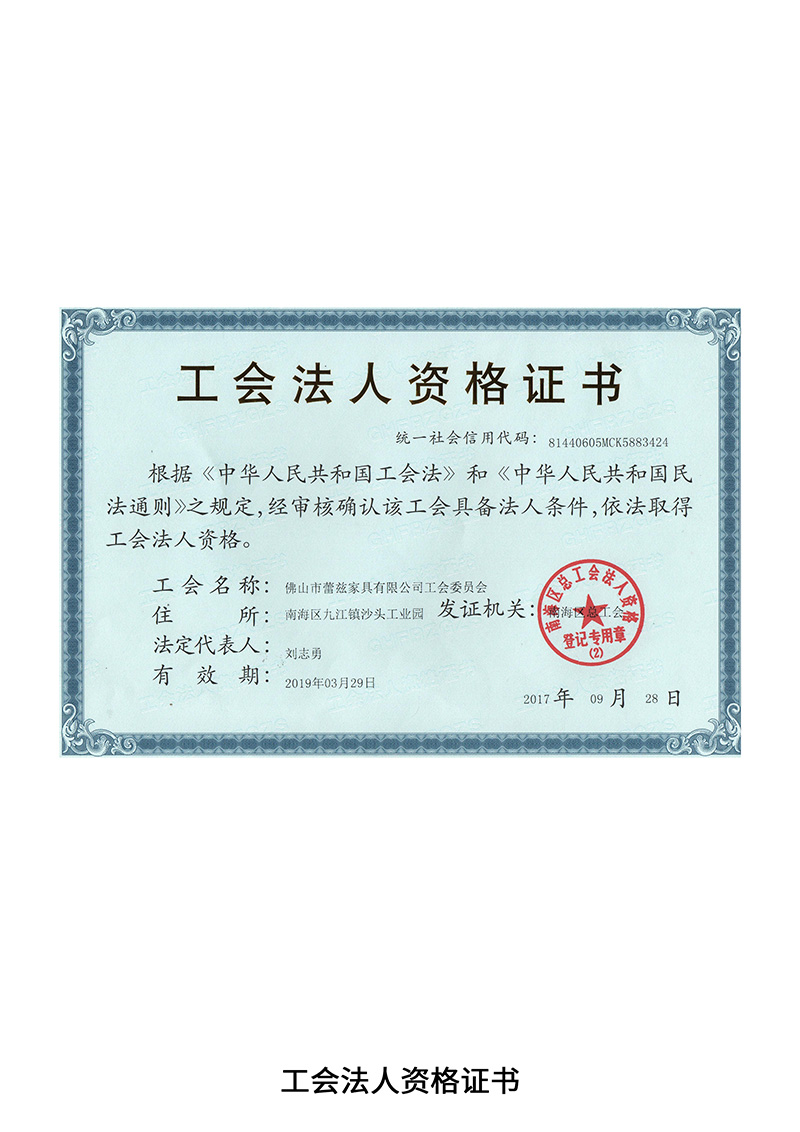 工会法人资格证书
统一社会信用代码： 81440605MCK5883424
根据《中华人民共和国工会法》和《中华人民共和国民
法通则》之规定，经审核确认该工会具备法人条件，依法取得
工会法人资格。
工会名称： 佛山市蕾兹家具有限公司工会委员会
住所： 南海区九江镇沙头工业园 发证机关： 南海区总工会
法定代表人： 刘志勇
有效期： 2019年03月29日
南海区总工会法人资格
登记专用章
(2)
2017 年 09 月 28 日
工会法人资格证书